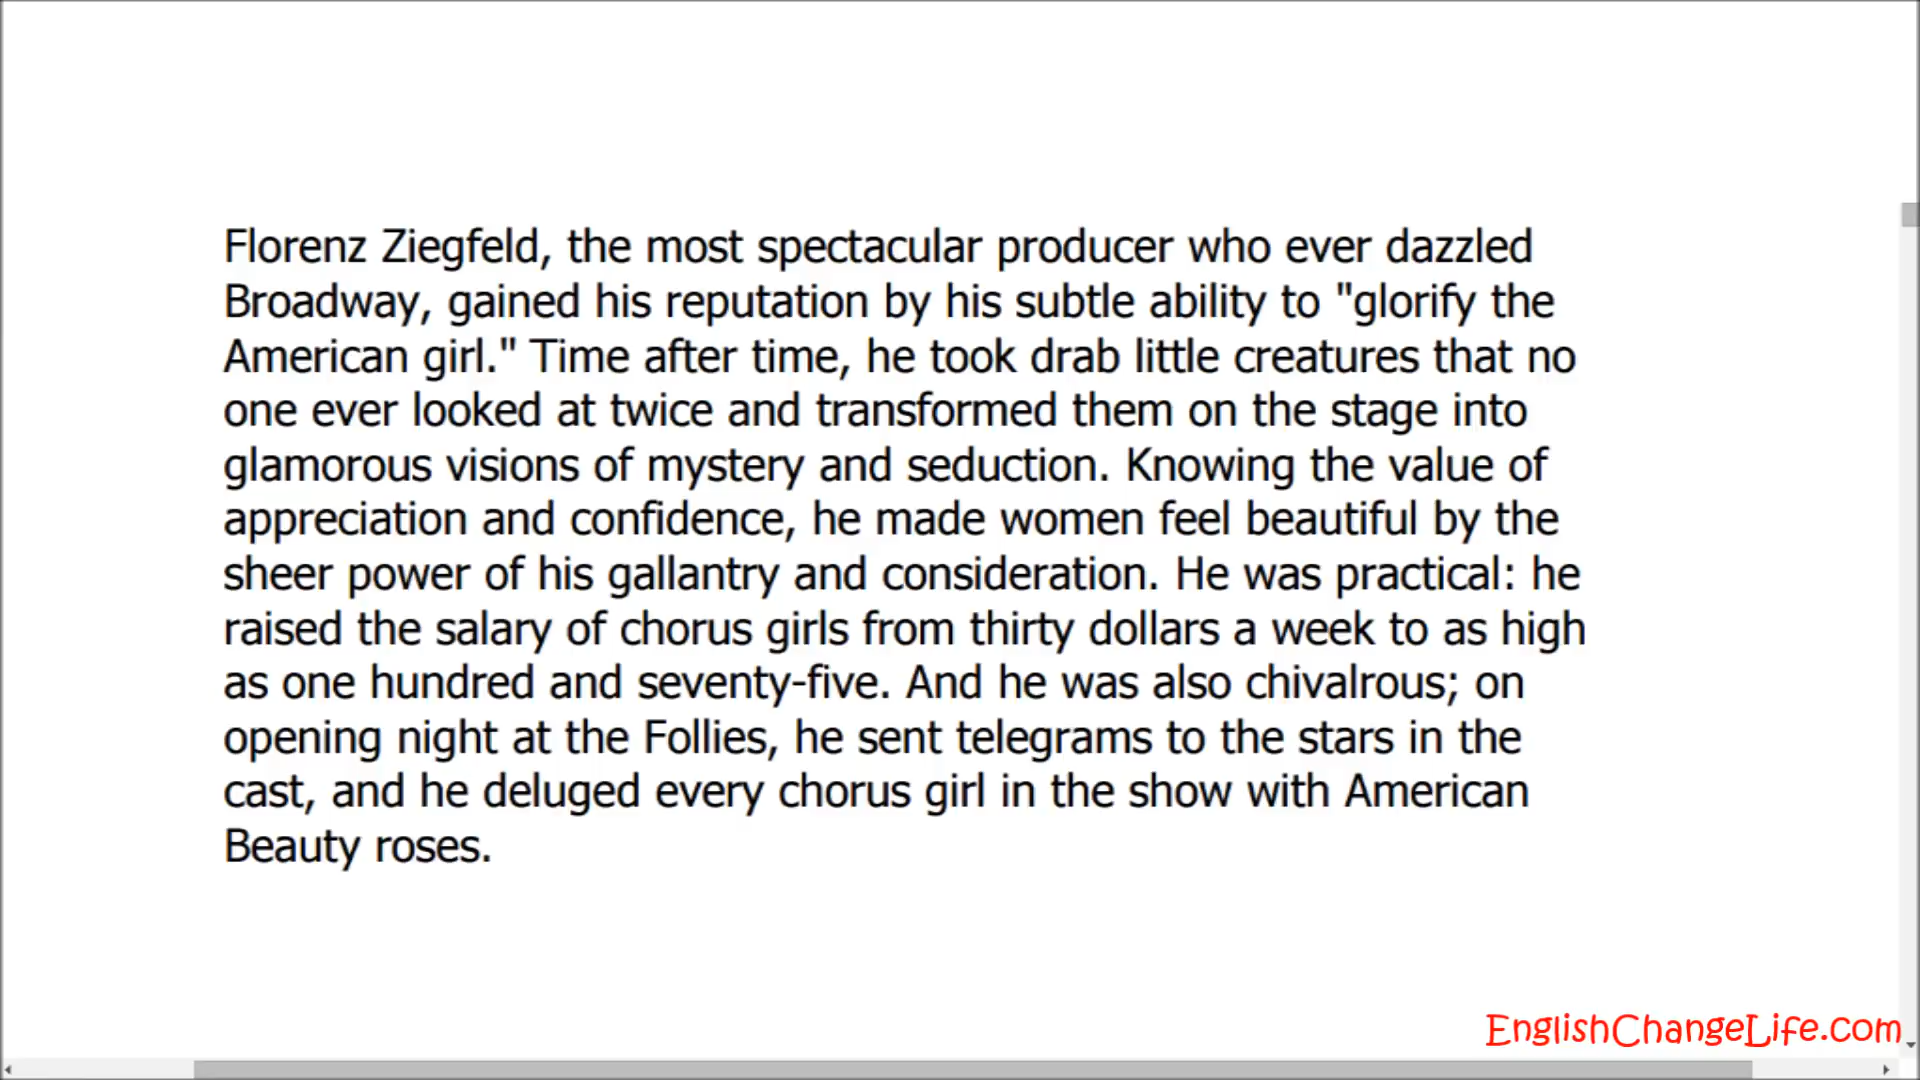 Florenz Ziegfeld, the most spectacular producer who ever dazzled
Broadway, gained his reputation by his subtle ability to "glorify the
American girl." Time after time, he took drab little creatures that no
one ever looked at twice and transformed them on the stage into
glamorous visions of mystery and seduction. Knowing the value of
appreciation and confidence, he made women feel beautiful by the
sheer power of his gallantry and consideration. He was practical: he
raised the salary of chorus girls from thirty dollars a week to as high
as one hundred and seventy-five. And he was also chivalrous; on
opening night at the Follies, he sent telegrams to the stars in the
cast, and he deluged every chorus girl in the show with American
Beauty roses.
EnglishChangeLife.com